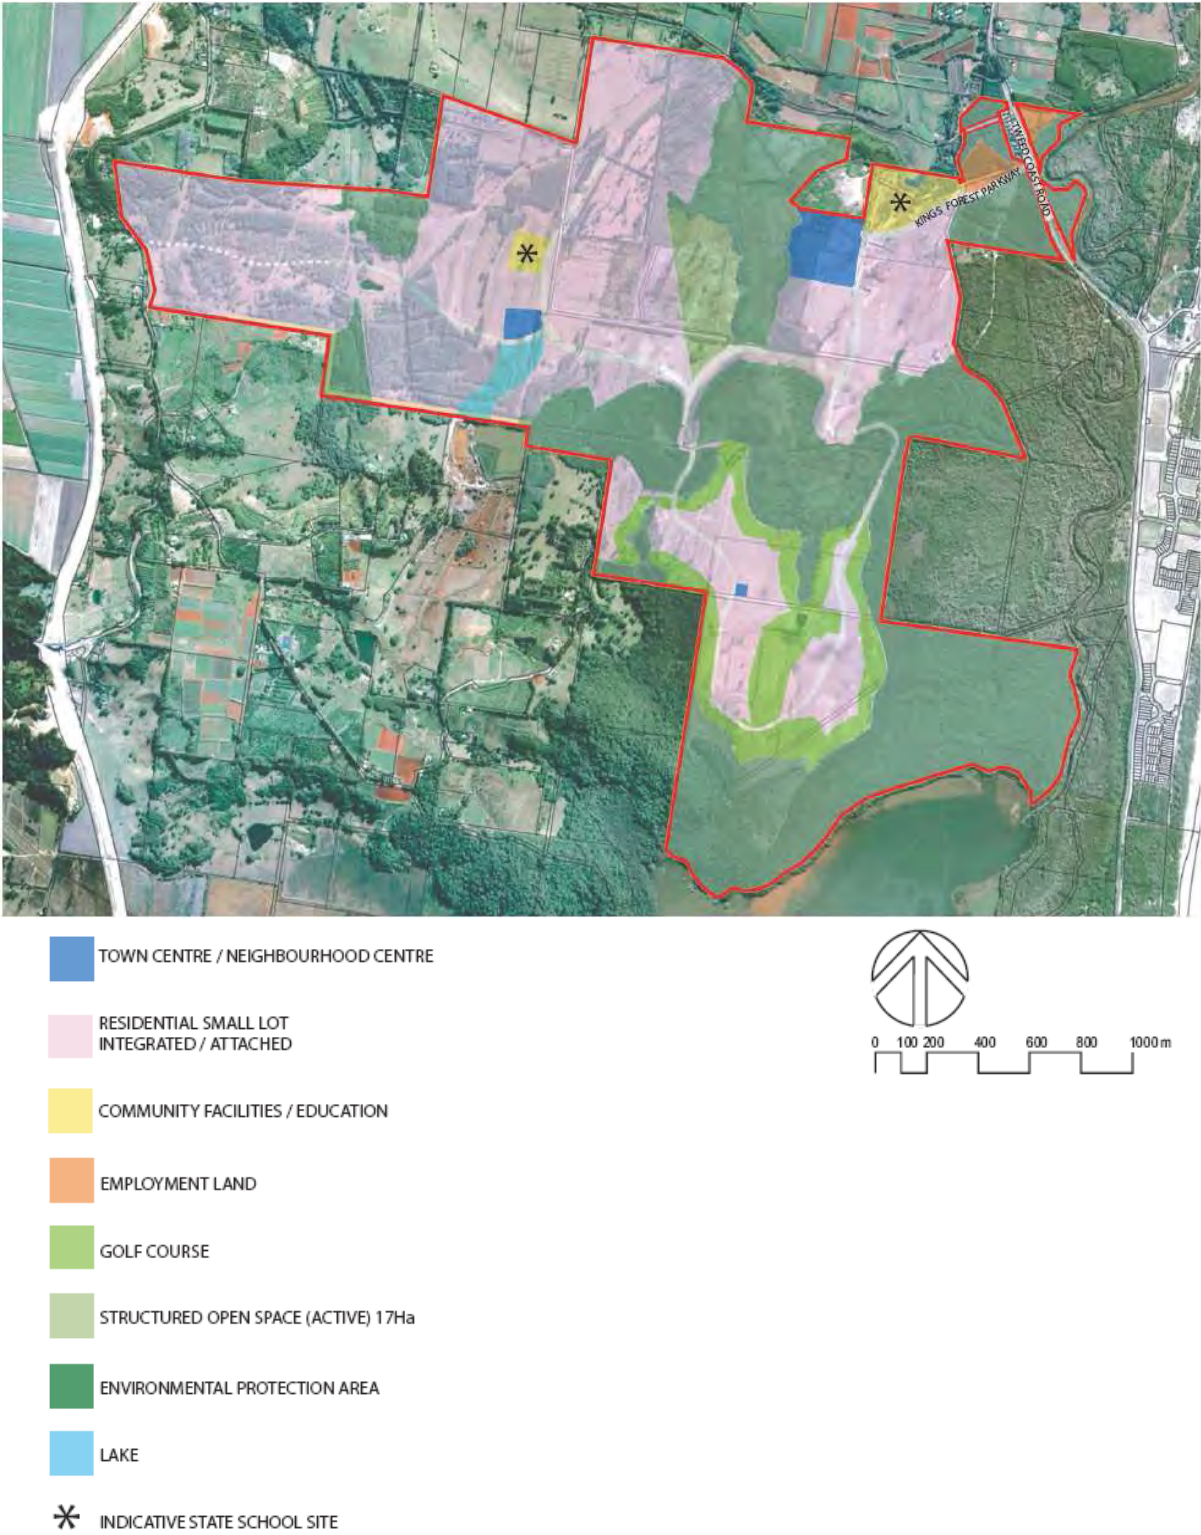 TWEED COAST ROAD
KINGS FOREST PARKWAY
TOWN CENTRE / NEIGHBOURHOOD CENTRE
RESIDENTIAL SMALL LOT
INTEGRATED / ATTACHED
COMMUNITY FACILITIES / EDUCATION
EMPLOYMENT LAND
GOLF COURSE
STRUCTURED OPEN SPACE (ACTIVE) 17Ha
ENVIRONMENTAL PROTECTION AREA
LAKE
INDICATIVE STATE SCHOOL SITE
0 100 200 400 600 800 1000 m